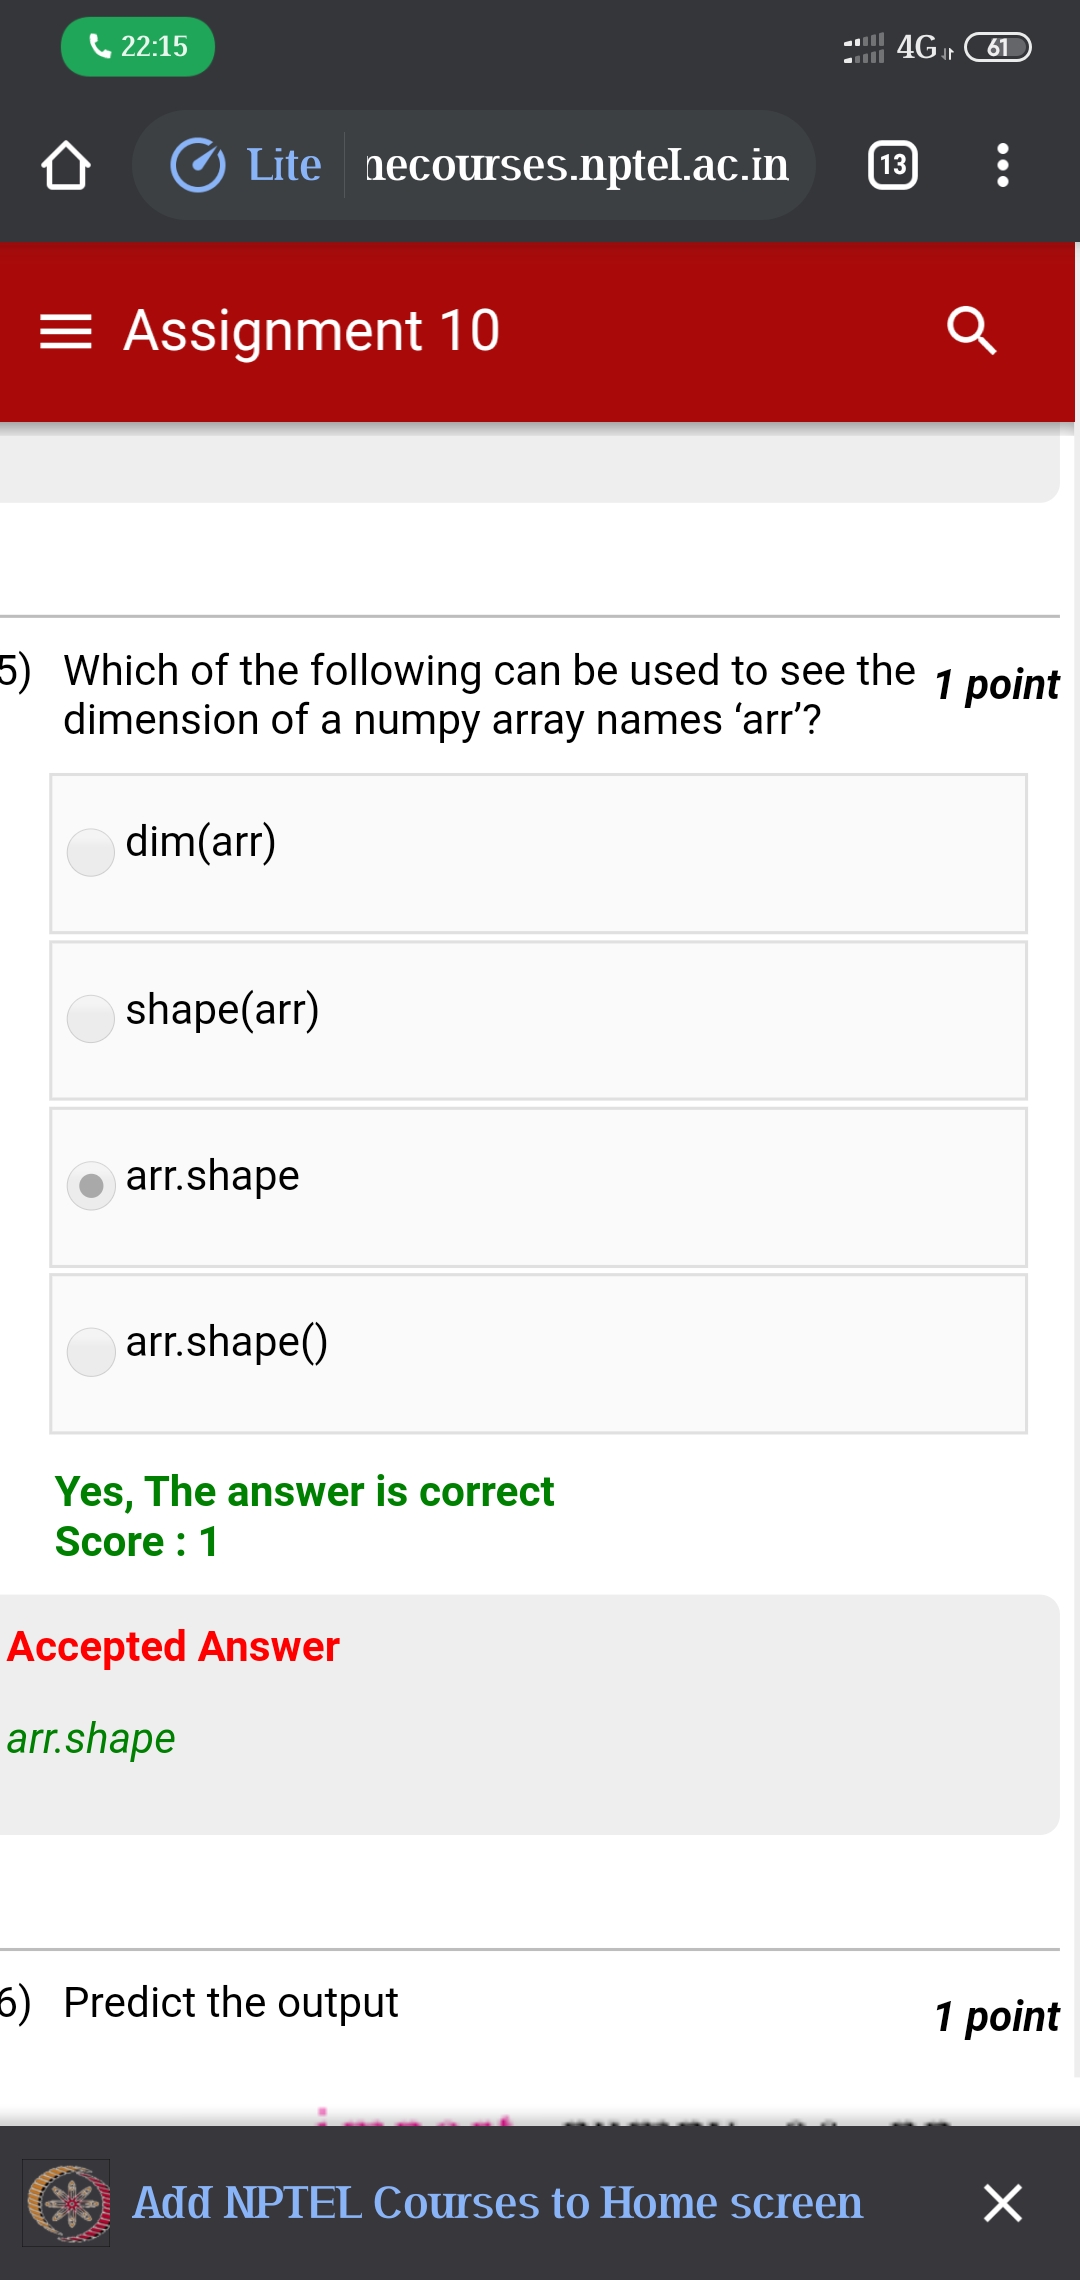 22:15
4G 61
Lite
necourses.nptel.ac.in
13
Assignment 10
5) Which of the following can be used to see the
1 point
dimension of a numpy array names ‘arr’?
dim(arr)
shape(arr)
arr.shape
arr.shape()
Yes, The answer is correct
Score : 1
Accepted Answer
arr.shape
6) Predict the output
1 point
Add NPTEL Courses to Home screen